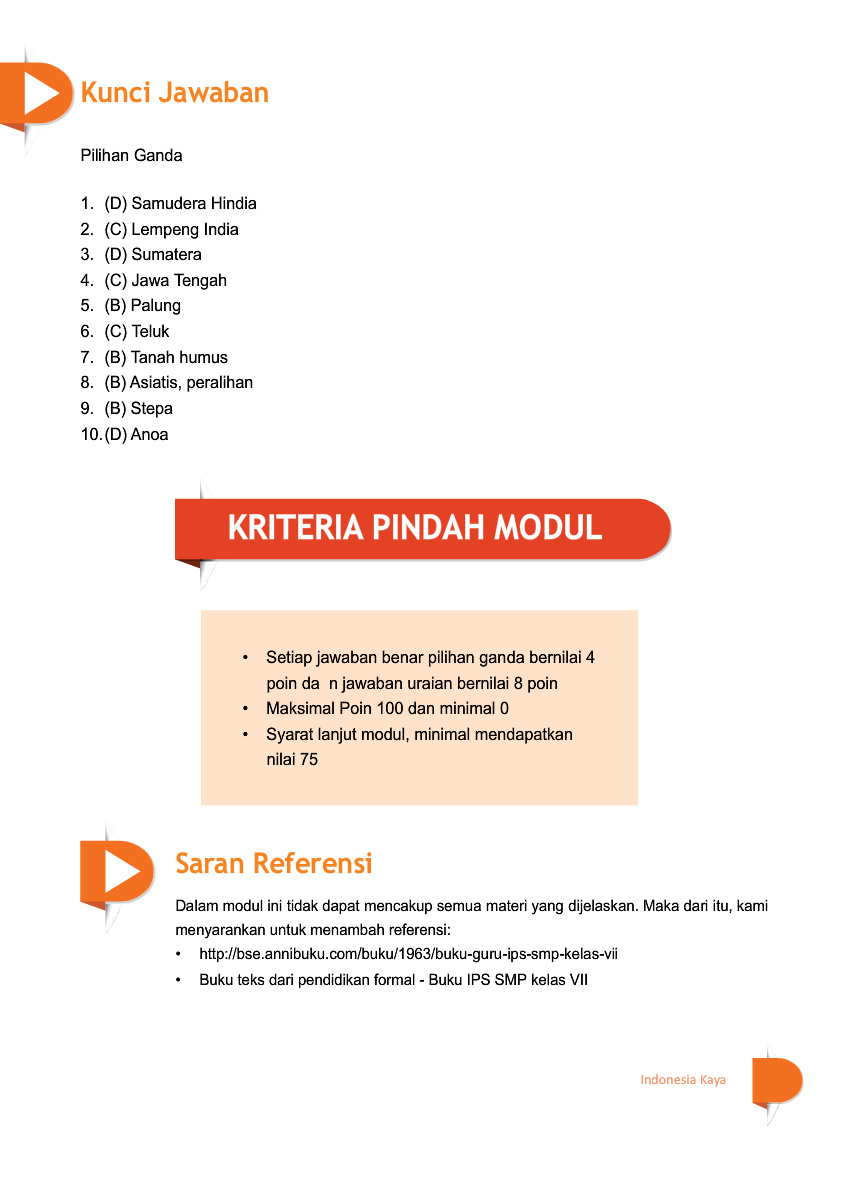 Kunci Jawaban
Pilihan Ganda
1. (D) Samudera Hindia
2. (C) Lempeng India
3. (D) Sumatera
4. (C) Jawa Tengah
5. (B) Palung
6. (C) Teluk
7. (B) Tanah humus
8. (B) Asiatis, peralihan
9. (B) Stepa
10. (D) Anoa
KRITERIA PINDAH MODUL
• Setiap jawaban benar pilihan ganda bernilai 4
poin da n jawaban uraian bernilai 8 poin
• Maksimal Poin 100 dan minimal 0
• Syarat lanjut modul, minimal mendapatkan
nilai 75
Saran Referensi
Dalam modul ini tidak dapat mencakup semua materi yang dijelaskan. Maka dari itu, kami
menyarankan untuk menambah referensi:
• http://bse.annibuku.com/buku/1963/buku-guru-ips-smp-kelas-vii
• Buku teks dari pendidikan formal - Buku IPS SMP kelas VII
Indonesia Kaya